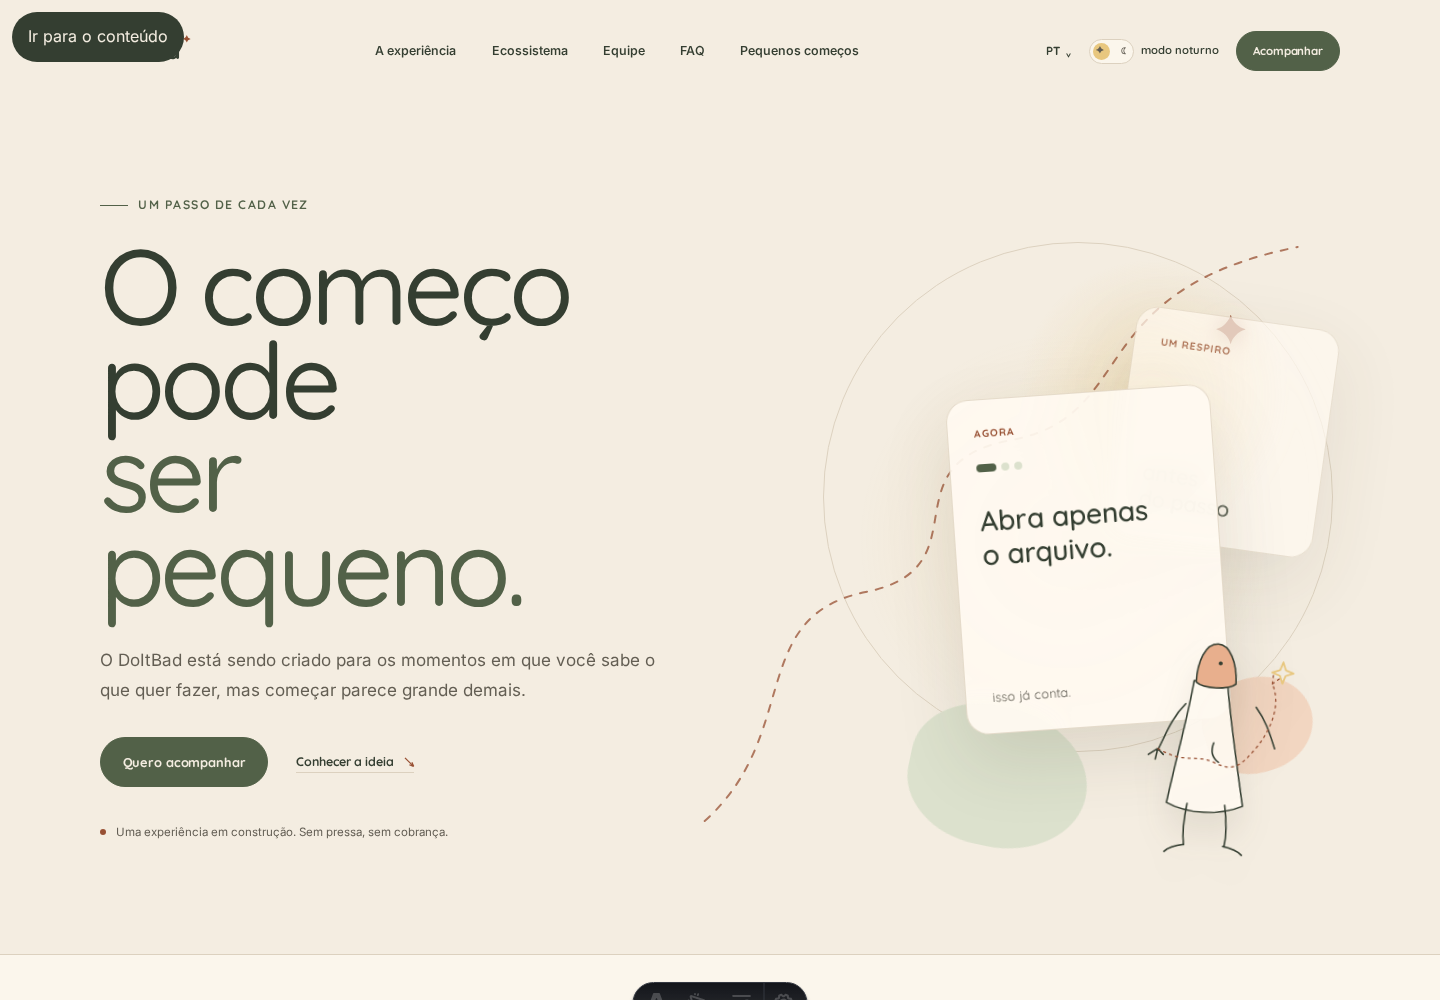 Ir para o conteúdo
A experiência
Ecossistema
Equipe
FAQ
Pequenos começos
PT
modo noturno
Acompanhar
UM PASSO DE CADA VEZ
O começo
pode
ser
pequeno.
O DoItBad está sendo criado para os momentos em que você sabe o
que quer fazer, mas começar parece grande demais.
Quero acompanhar
Conhecer a ideia
Uma experiência em construção. Sem pressa, sem cobrança.
UM RESPIRO
AGORA
Abra apenas
o arquivo.
isso já conta.